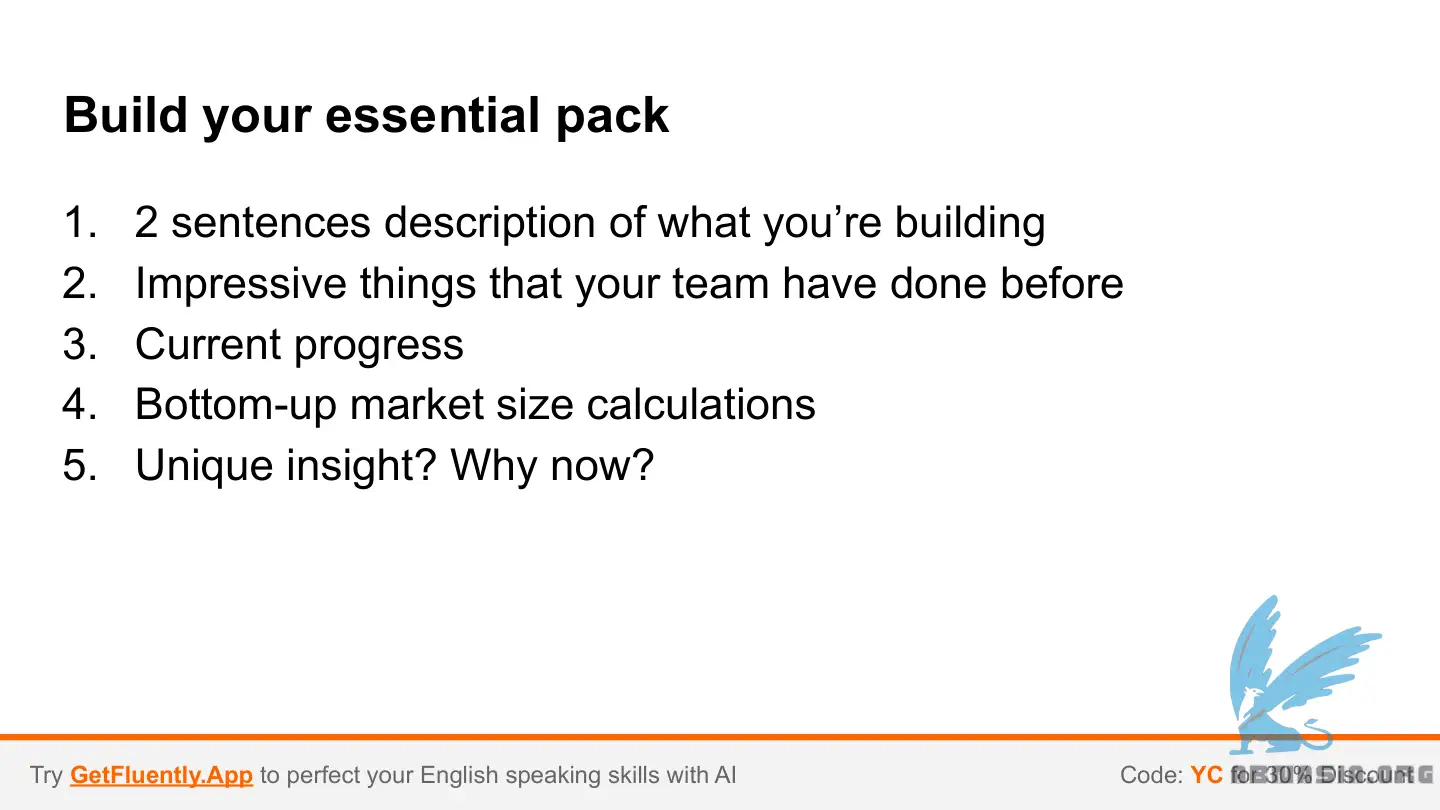 Build your essential pack
1. 2 sentences description of what you're building
2. Impressive things that your team have done before
3. Current progress
4. Bottom-up market size calculations
5. Unique insight? Why now?
Try GetFluently.App to perfect your English speaking skills with AI
Code: YC for 30% Discount